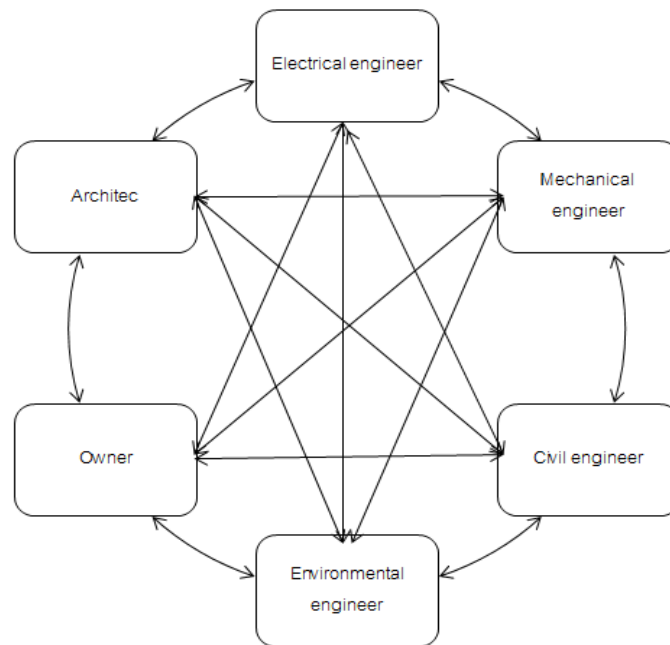 Electrical engineer
Architec
Mechanical
engineer
Owner
Civil engineer
Environmental
engineer